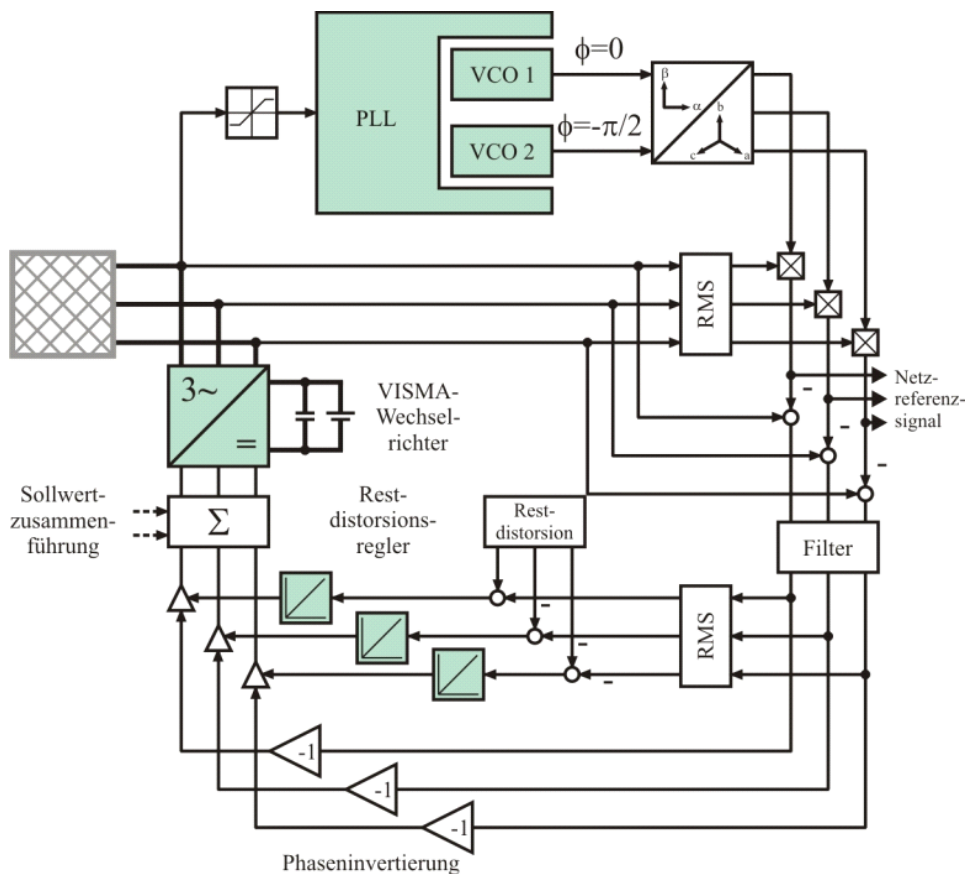 ϕ=0
VCO 1
PLL
ϕ=-π/2
VCO 2
β
α
b
c
a
RMS
3~
=
VISMA-
Wechsel-
richter
-
Netz-
referenz-
signal
-
-
Sollwert-
zusammen-
führung
Σ
Rest-
distorsions-
regler
Rest-
distorsion
Filter
-
-
-
RMS
-1
-1
-1
Phaseninvertierung